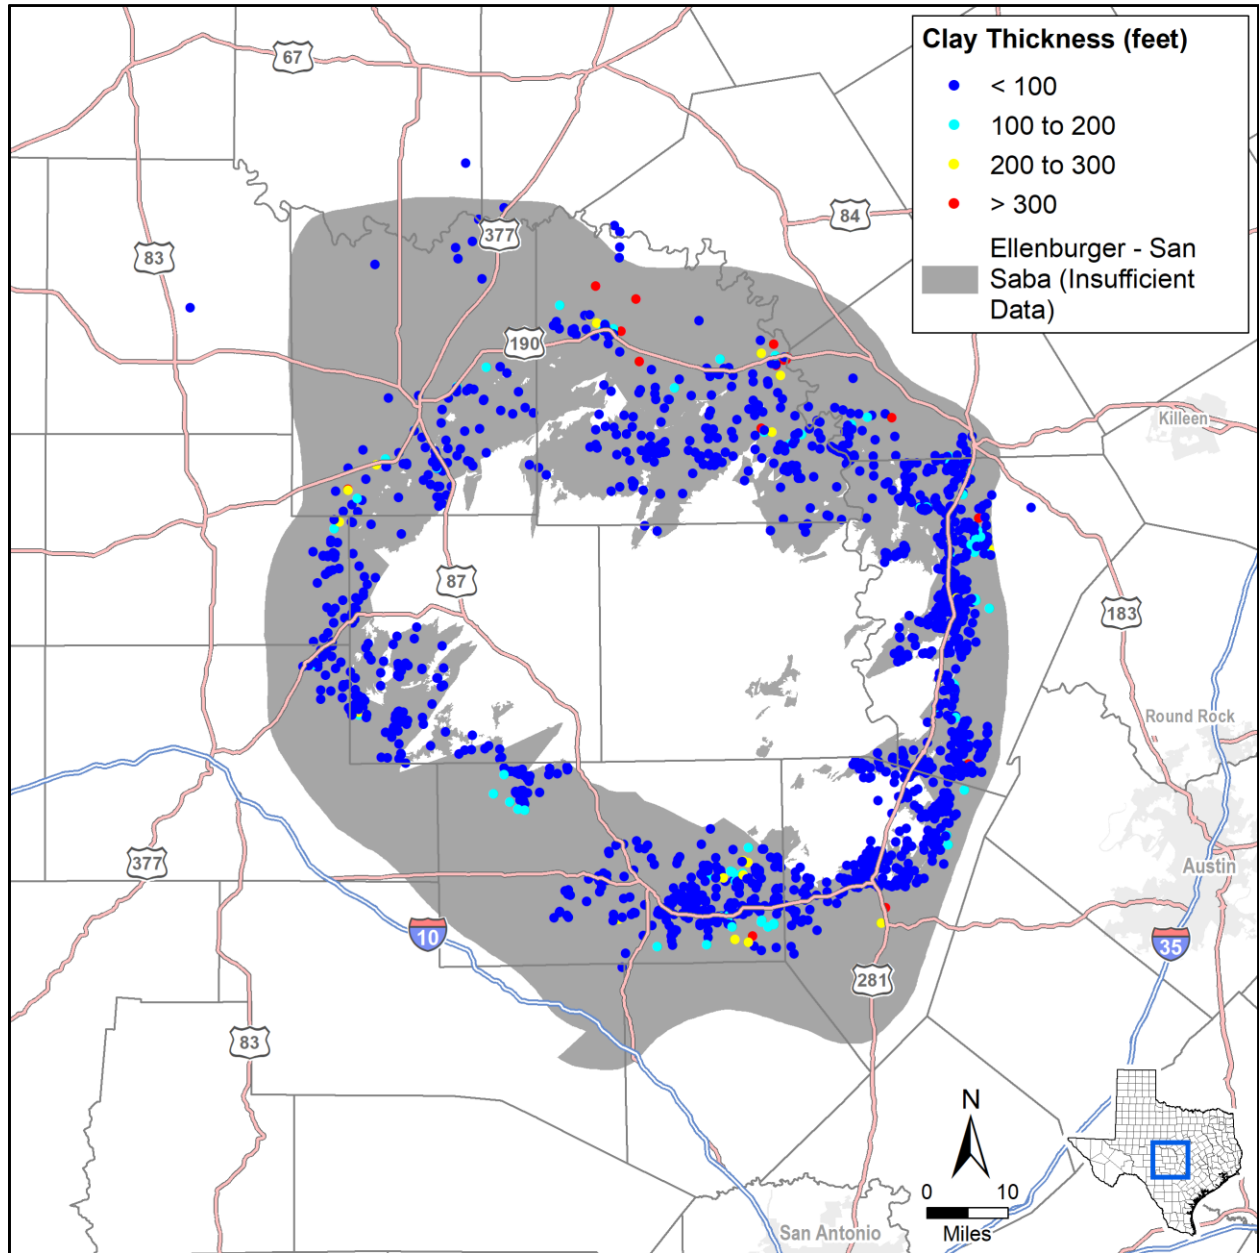 Clay Thickness (feet)
< 100
100 to 200
200 to 300
> 300
Ellenburger - San
Saba (Insufficient
Data)
67
84
377
83
190
Killeen
87
183
Round Rock
377
Austin
10
35
281
83
N
0 10
Miles
San Antonio